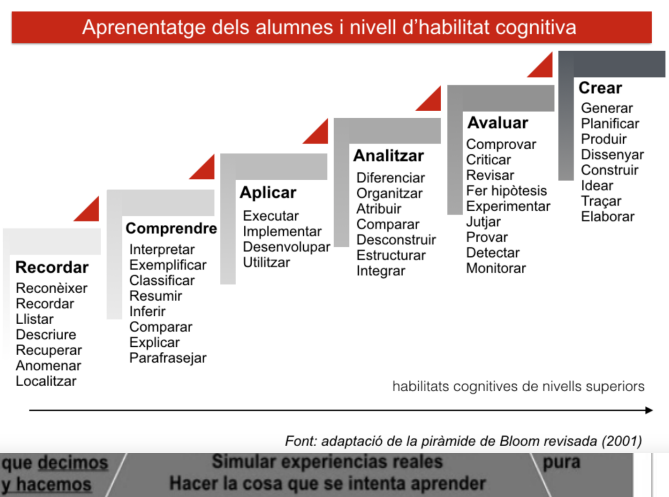 Aprenentatge dels alumnes i nivell d'habilitat cognitiva
Recordar
Reconèixer
Recordar
Llistar
Descriure
Recuperar
Anomenar
Localitzar
Comprendre
Interpretar
Exemplificar
Classificar
Resumir
Inferir
Comparar
Explicar
Parafrasejar
Aplicar
Executar
Implementar
Desenvolupar
Utilitzar
Analitzar
Diferenciar
Organitzar
Atribuir
Comparar
Desconstruir
Estructurar
Integrar
Avaluar
Comprovar
Criticar
Revisar
Fer hipòtesis
Experimentar
Jutjar
Provar
Detectar
Monitorar
Crear
Generar
Planificar
Produir
Dissenyar
Construir
Idear
Traçar
Elaborar
habilitats cognitives de nivells superiors
Font: adaptació de la piràmide de Bloom revisada (2001)
que decimos
y hacemos
Simular experiencias reales
Hacer la cosa que se intenta aprender
pura